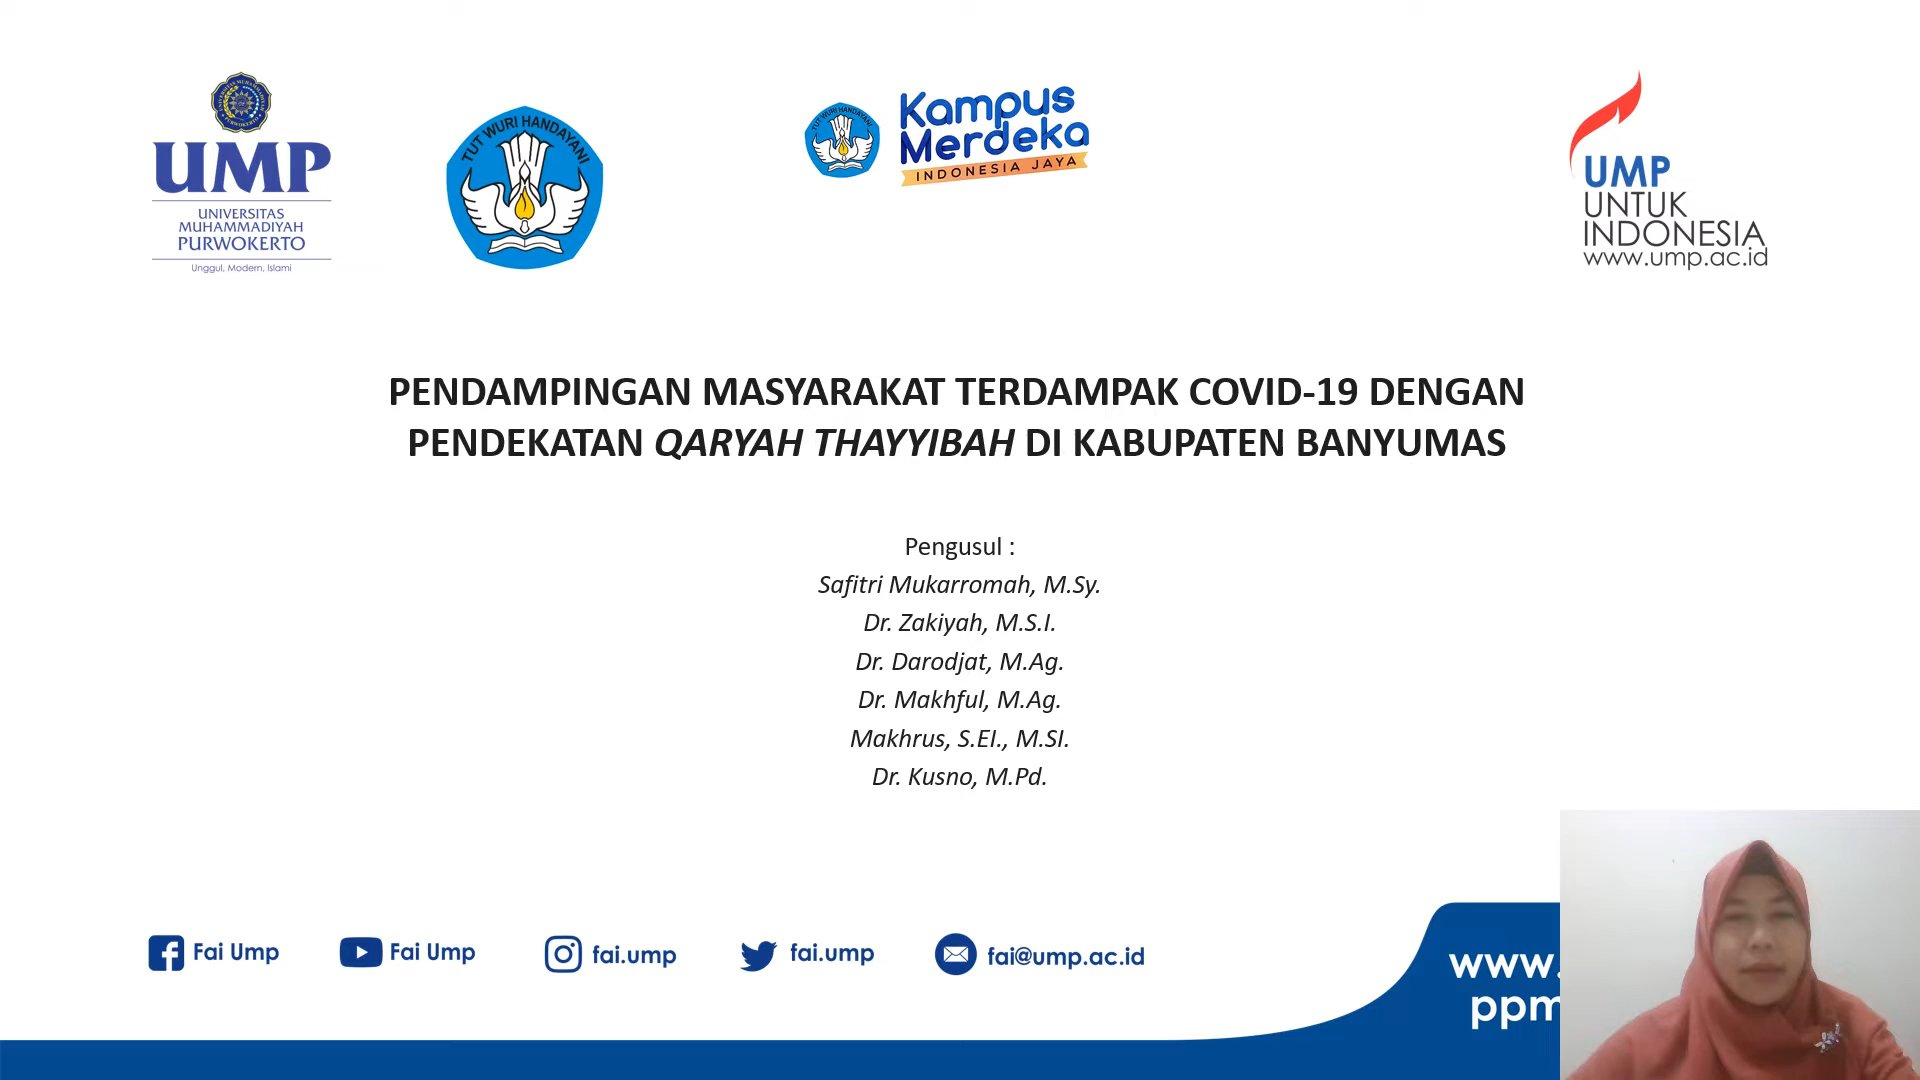 UMP
UNIVERSITAS
MUHAMMADIYAH
PURWOKERTO
Unggul, Modern, Islami
TUT WURI HANDAYANI
TUT WURI HANDAYANI
Kampus
Merdeka
INDONESIA JAYA
UMP
UNTUK
INDONESIA
www.ump.ac.id
PENDAMPINGAN MASYARAKAT TERDAMPAK COVID-19 DENGAN
PENDEKATAN QARYAH THAYYIBAH DI KABUPATEN BANYUMAS
Pengusul :
Safitri Mukarromah, M.Sy.
Dr. Zakiyah, M.S.I.
Dr. Darodjat, M.Ag.
Dr. Makhful, M.Ag.
Makhrus, S.EI., M.SI.
Dr. Kusno, M.Pd.
Fai Ump
Fai Ump
fai.ump
fai.ump
fai@ump.ac.id
www.
ppm